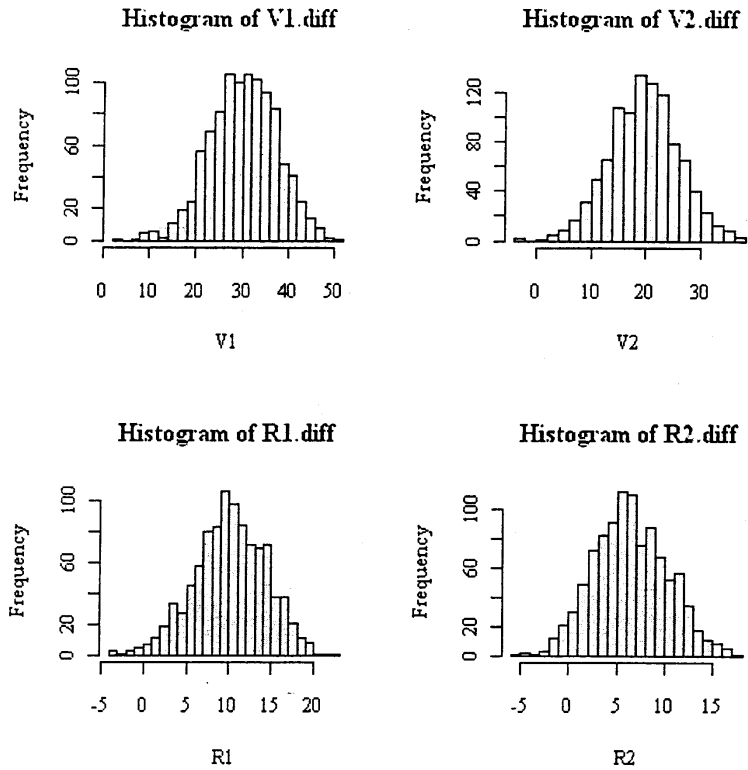 Histogram of V1.diff
Frequency
0 20 60 100
0 10 20 30 40 50
V1
Histogram of V2.diff
Frequency
0 40 80 120
0 10 20 30
V2
Histogram of R1.diff
Frequency
0 20 60 100
-5 0 5 10 15 20
R1
Histogram of R2.diff
Frequency
0 20 60 100
-5 0 5 10 15
R2